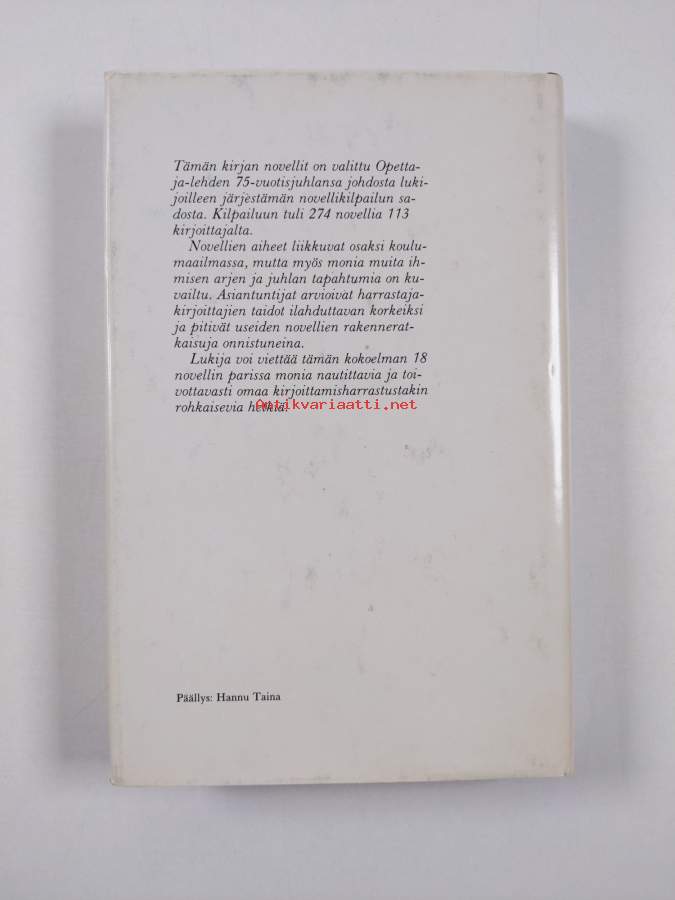 Tämän kirjan novellit on valittu Opetta-
ja-lehden 75-vuotisjuhlansa johdosta luki-
joilleen järjestämän novellikilpailun sa-
dosta. Kilpailuun tuli 274 novellia 113
kirjoittajalta.
Novellien aiheet liikkuvat osaksi koulu-
maailmassa, mutta myös monia muita ih-
misen arjen ja juhlan tapahtumia on ku-
vailtu. Asiantuntijat arvioivat harrastaja-
kirjoittajien taidot ilahduttavan korkeiksi
ja pitivät useiden novellien rakennerat-
kaisuja onnistuneina.
Lukija voi viettää tämän kokoelman 18
novellin parissa monia nautittavia ja toi-
vottavasti omaa kirjoittamisharrastustakin
rohkaisevia hetkiä.
Antikvariaatti.net
Päällys: Hannu Taina